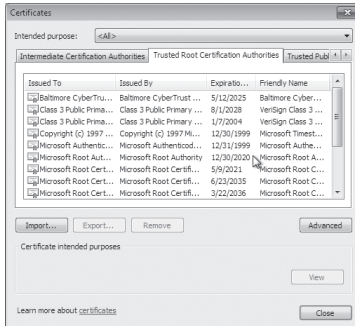 Certificates
Intended purpose: <All>
Intermediate Certification Authorities Trusted Root Certification Authorities Trusted Publ
Issued To Issued By Expiratio... Friendly Name
Baltimore CyberTru... Baltimore CyberTrust ... 5/12/2025 Baltimore Cyber...
Class 3 Public Prima... Class 3 Public Primary ... 8/1/2028 VeriSign Class 3 ...
Class 3 Public Prima... Class 3 Public Primary ... 1/7/2004 VeriSign Class 3 ...
Copyright (c) 1997 ... Copyright (c) 1997 Mi... 12/30/1999 Microsoft Timest...
Microsoft Authentic... Microsoft Authenticod... 12/31/1999 Microsoft Authe...
Microsoft Root Aut... Microsoft Root Authority 12/30/2020 Microsoft Root A...
Microsoft Root Cert... Microsoft Root Certifi... 5/9/2021 Microsoft Root C...
Microsoft Root Cert... Microsoft Root Certifi... 6/23/2035 Microsoft Root C...
Microsoft Root Cert... Microsoft Root Certifi... 3/22/2036 Microsoft Root C...
Import... Export... Remove Advanced
Certificate intended purposes
View
Learn more about certificates
Close